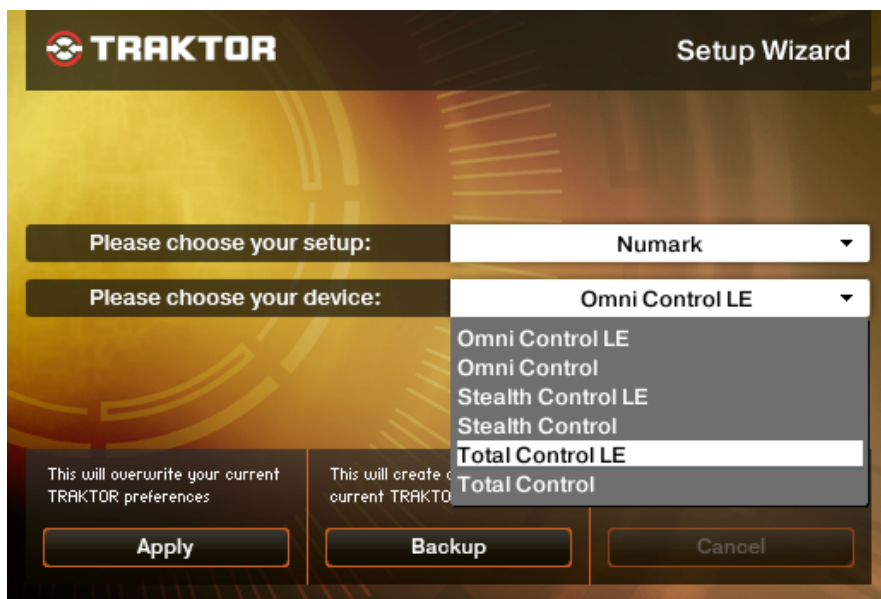 TRAKTOR
Setup Wizard
Please choose your setup:
Numark
Please choose your device:
Omni Control LE
Omni Control LE
Omni Control
Stealth Control LE
Stealth Control
Total Control LE
Total Control
This will overwrite your current
TRAKTOR preferences
This will create
current
Apply
Backup
Cancel